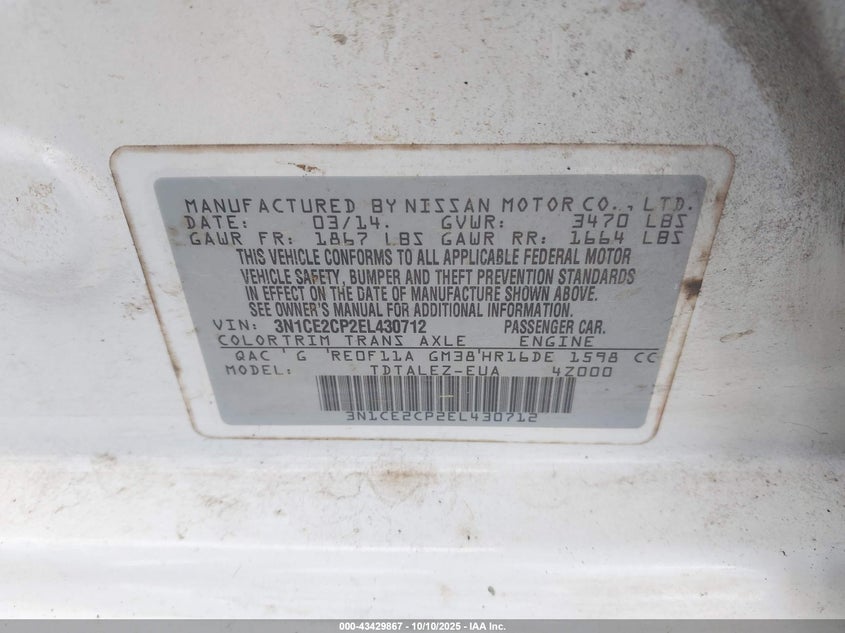 MANUFACTURED BY NISSAN MOTOR CO., LTD.
DATE: 03/14. GVWR: 3470 LBS
GAWR FR: 1867 LBS GAWR RR: 1664 LBS
THIS VEHICLE CONFORMS TO ALL APPLICABLE FEDERAL MOTOR
VEHICLE SAFETY, BUMPER AND THEFT PREVENTION STANDARDS
IN EFFECT ON THE DATE OF MANUFACTURE SHOWN ABOVE.
SEE OWNER'S MANUAL FOR ADDITIONAL INFORMATION.
VIN: 3N1CE2CP2EL430712 PASSENGER CAR.
COLOR TRIM TRANS AXLE ENGINE
QAC ' G 'RE0F11A GM38'HR16DE 1598 CC
MODEL: TDTALEZ-EUA 4Z000
3N1CE2CP2EL430712
000-43429867 - 10/10/2025 - IAA Inc.